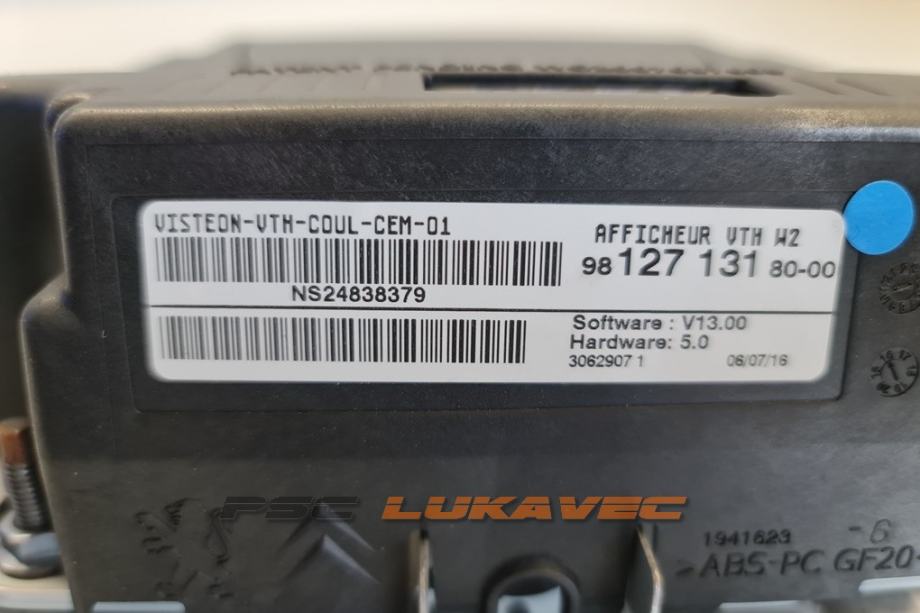 VISTEON-VTH-COUL-CEM-01
AFFICHEUR VTH W2
98 127 131 80-00
NS24838379
Software : V13.00
Hardware: 5.0
3062907 1 06/07/16
PSC LUKAVEC
1941623 -6
>ABS-PC GF20